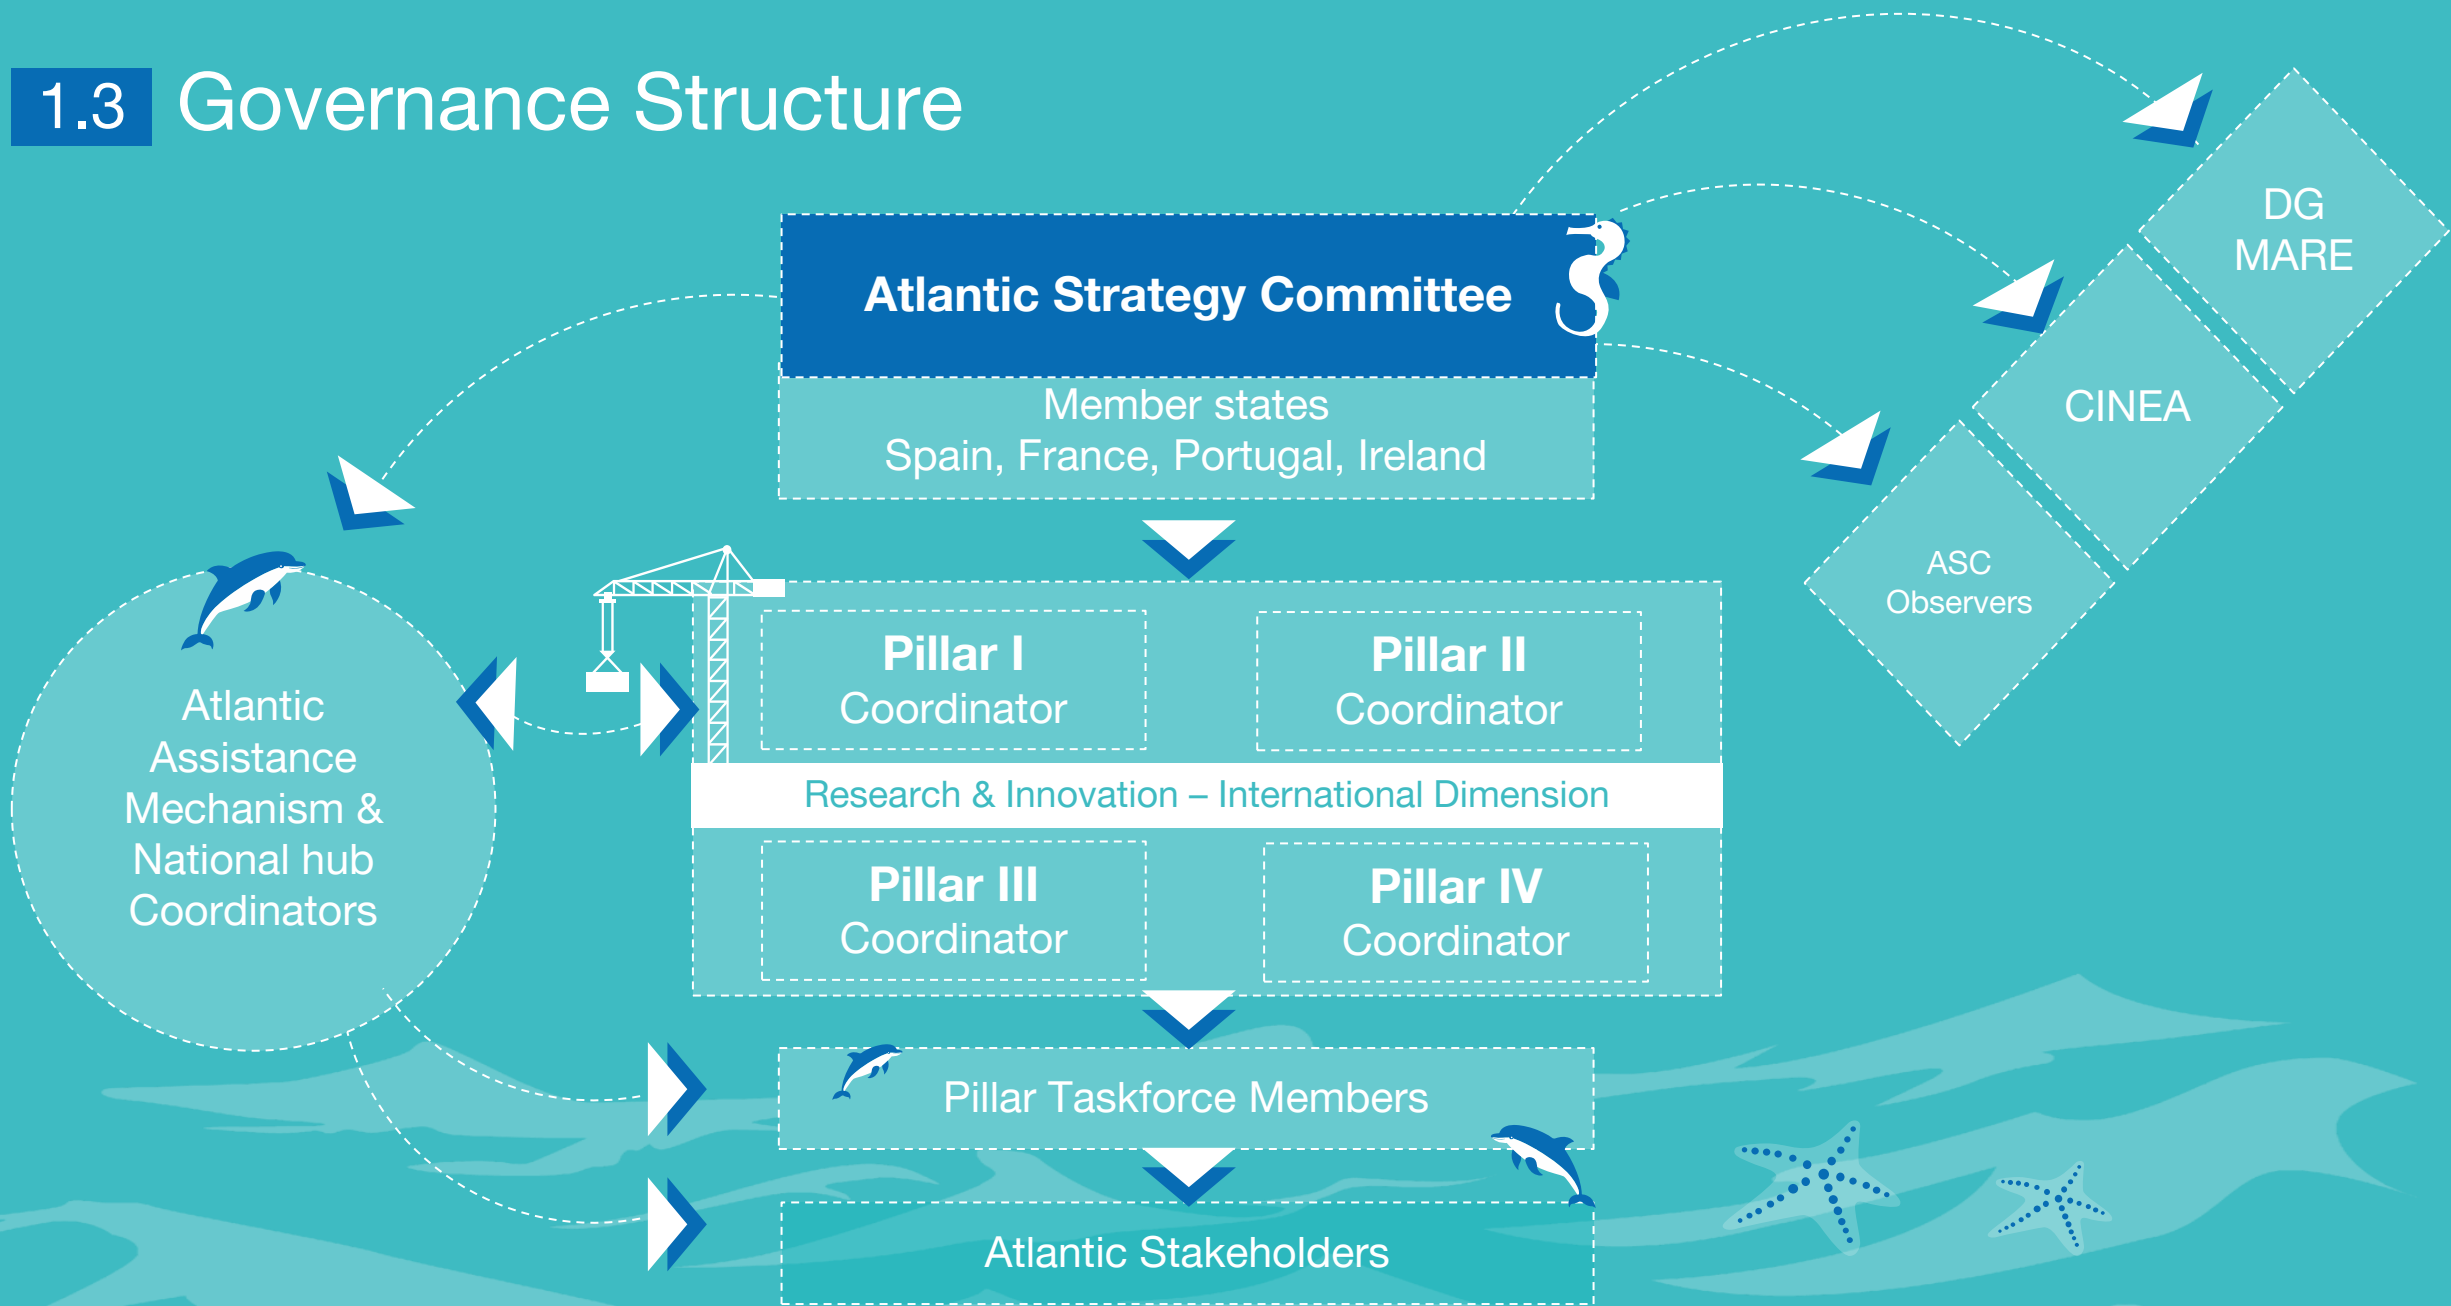 1.3 Governance Structure
Atlantic Strategy Committee
Member states
Spain, France, Portugal, Ireland
DG
MARE
CINEA
ASC
Observers
Atlantic
Assistance
Mechanism &
National hub
Coordinators
Pillar I
Coordinator
Pillar II
Coordinator
Research & Innovation – International Dimension
Pillar III
Coordinator
Pillar IV
Coordinator
Pillar Taskforce Members
Atlantic Stakeholders